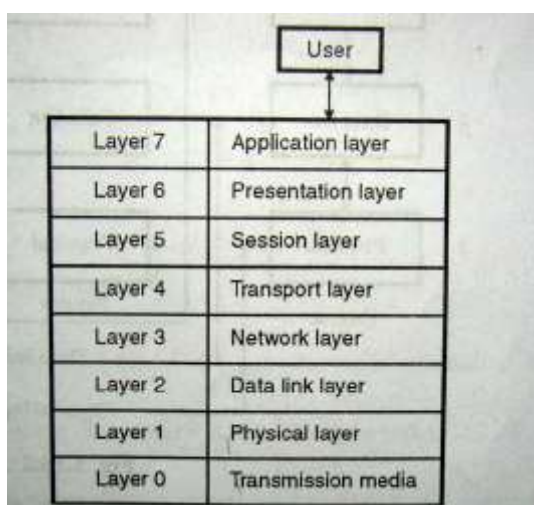 User
Layer 7 Application layer
Layer 6 Presentation layer
Layer 5 Session layer
Layer 4 Transport layer
Layer 3 Network layer
Layer 2 Data link layer
Layer 1 Physical layer
Layer 0 Transmission media